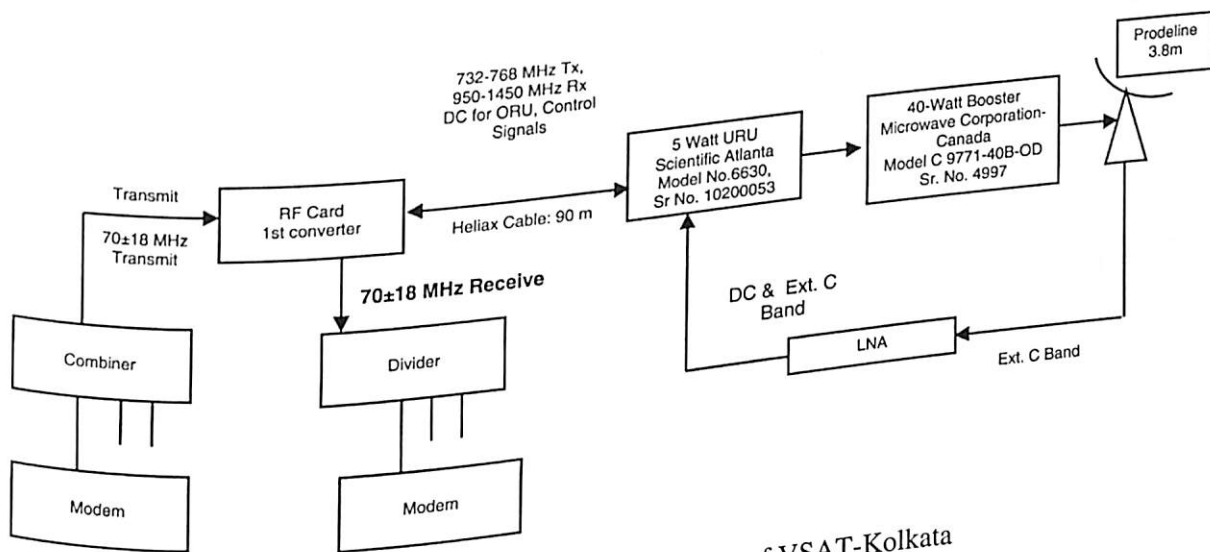 Prodeline
3.8m
732-768 MHz Tx,
950-1450 MHz Rx
DC for ORU, Control
Signals
40-Watt Booster
Microwave Corporation-
Canada
Model C 9771-40B-OD
Sr. No. 4997
5 Watt URU
Scientific Atlanta
Model No.6630,
Sr No. 10200053
Transmit
70±18 MHz
Transmit
RF Card
1st converter
Heliax Cable: 90 m
70±18 MHz Receive
DC & Ext. C
Band
LNA
Ext. C Band
Combiner
Divider
Modem
Modem
VSAT-Kolkata